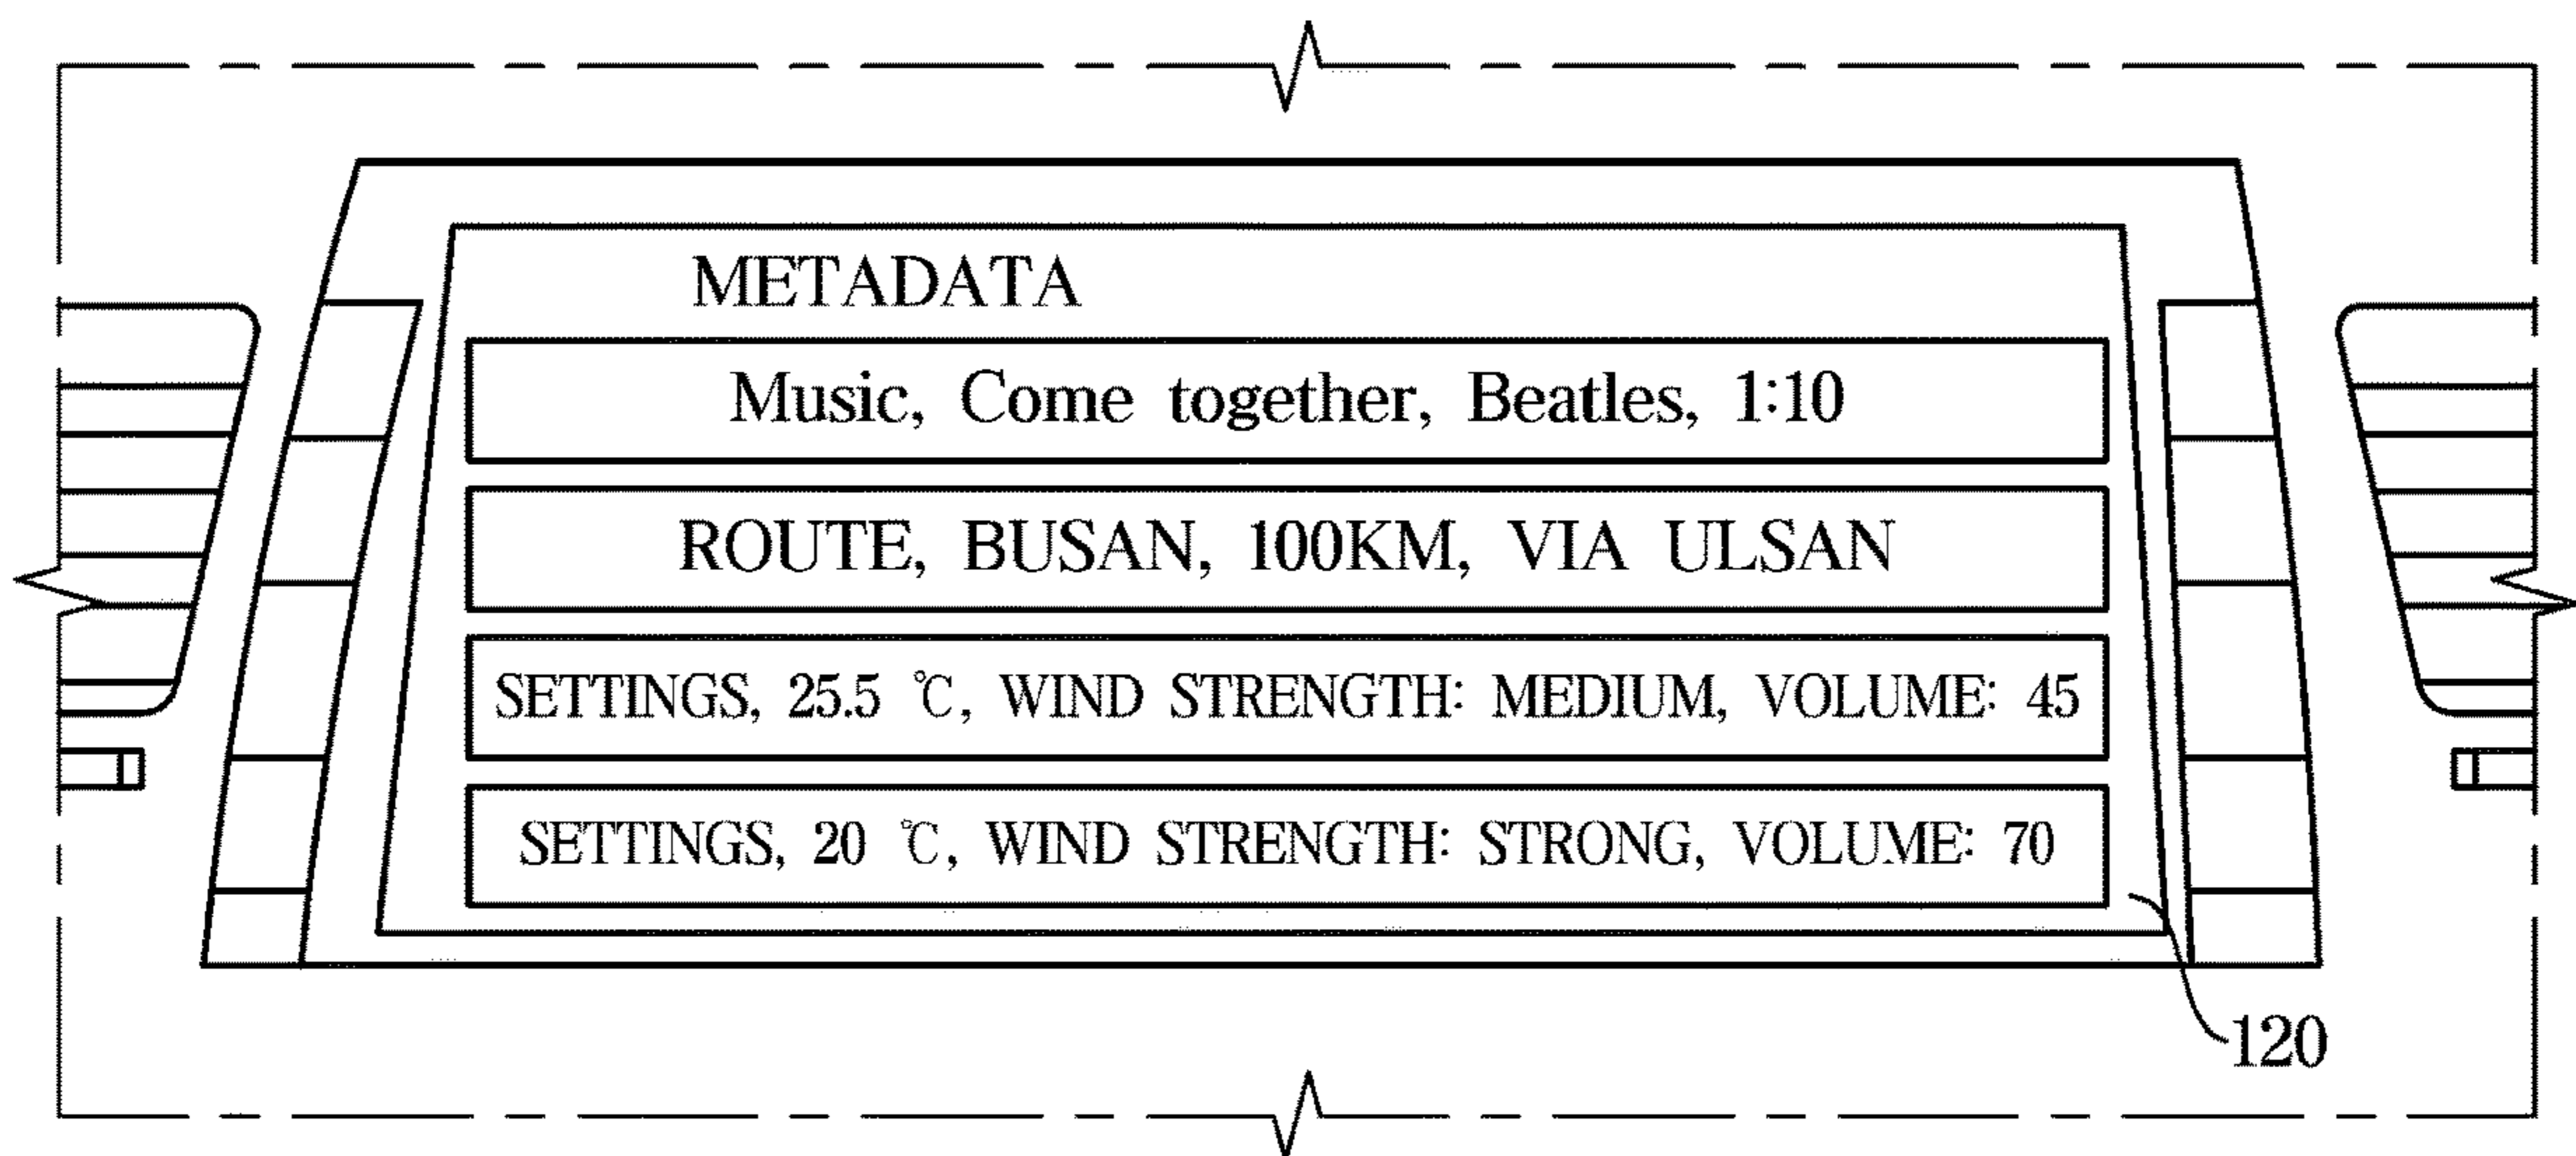 METADATA
Music, Come together, Beatles, 1:10
ROUTE, BUSAN, 100KM, VIA ULSAN
SETTINGS, 25.5 ℃, WIND STRENGTH: MEDIUM, VOLUME: 45
SETTINGS, 20 ℃, WIND STRENGTH: STRONG, VOLUME: 70
120